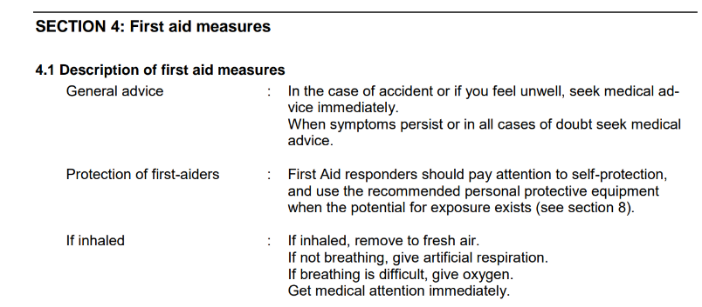 SECTION 4: First aid measures
4.1 Description of first aid measures
General advice : In the case of accident or if you feel unwell, seek medical ad-
vice immediately.
When symptoms persist or in all cases of doubt seek medical
advice.
Protection of first-aiders : First Aid responders should pay attention to self-protection,
and use the recommended personal protective equipment
when the potential for exposure exists (see section 8).
If inhaled : If inhaled, remove to fresh air.
If not breathing, give artificial respiration.
If breathing is difficult, give oxygen.
Get medical attention immediately.